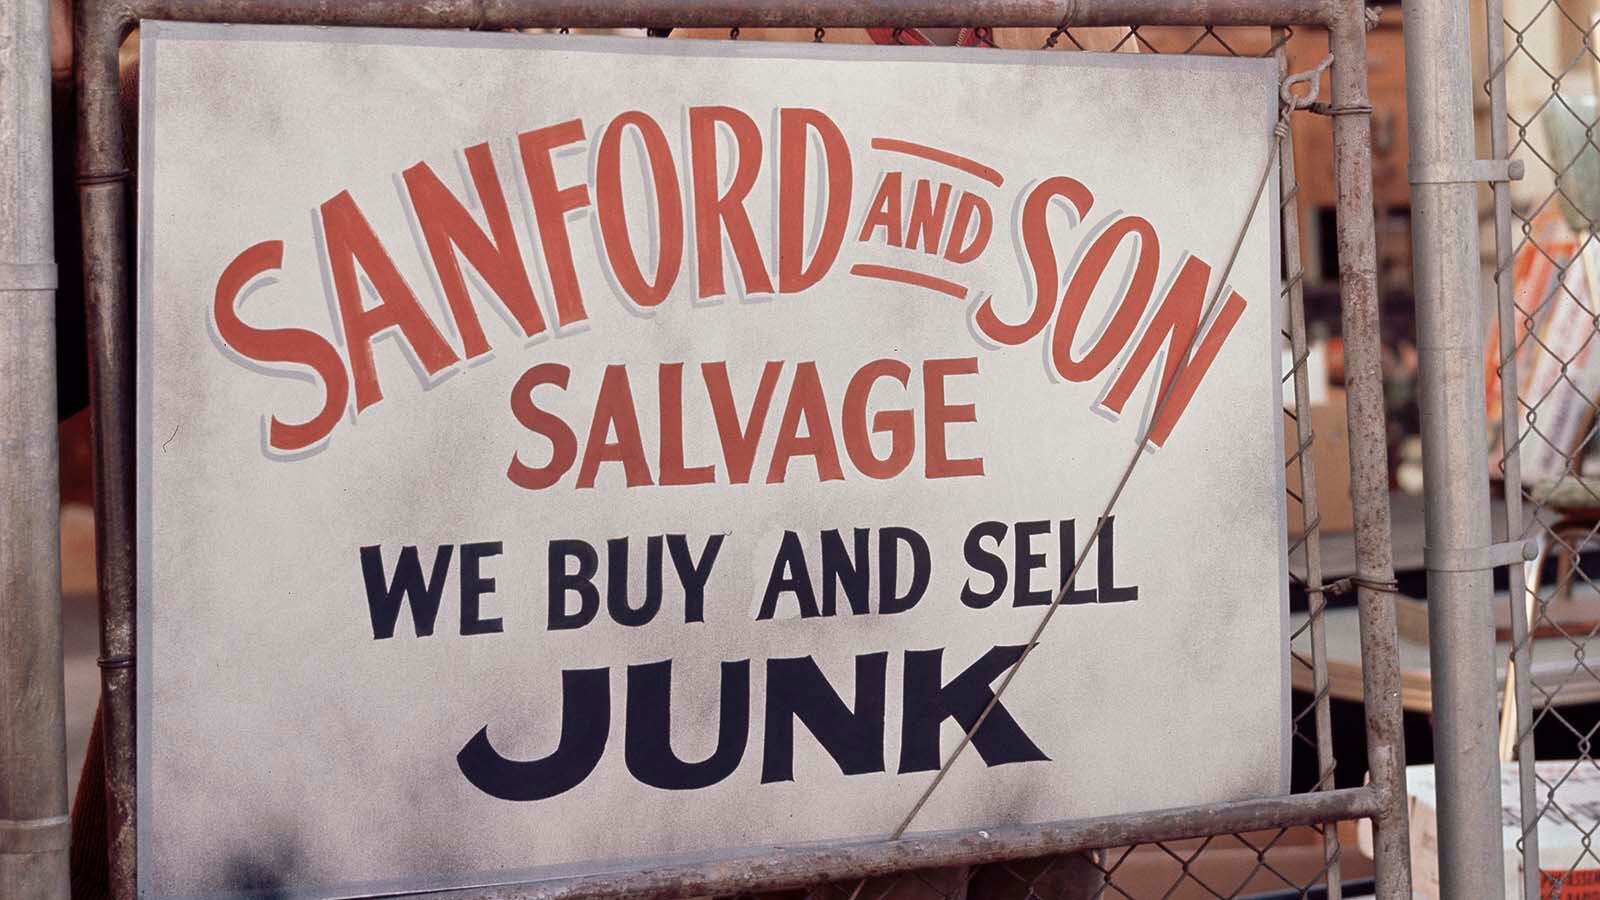 SANFORD AND SON
SALVAGE
WE BUY AND SELL
JUNK